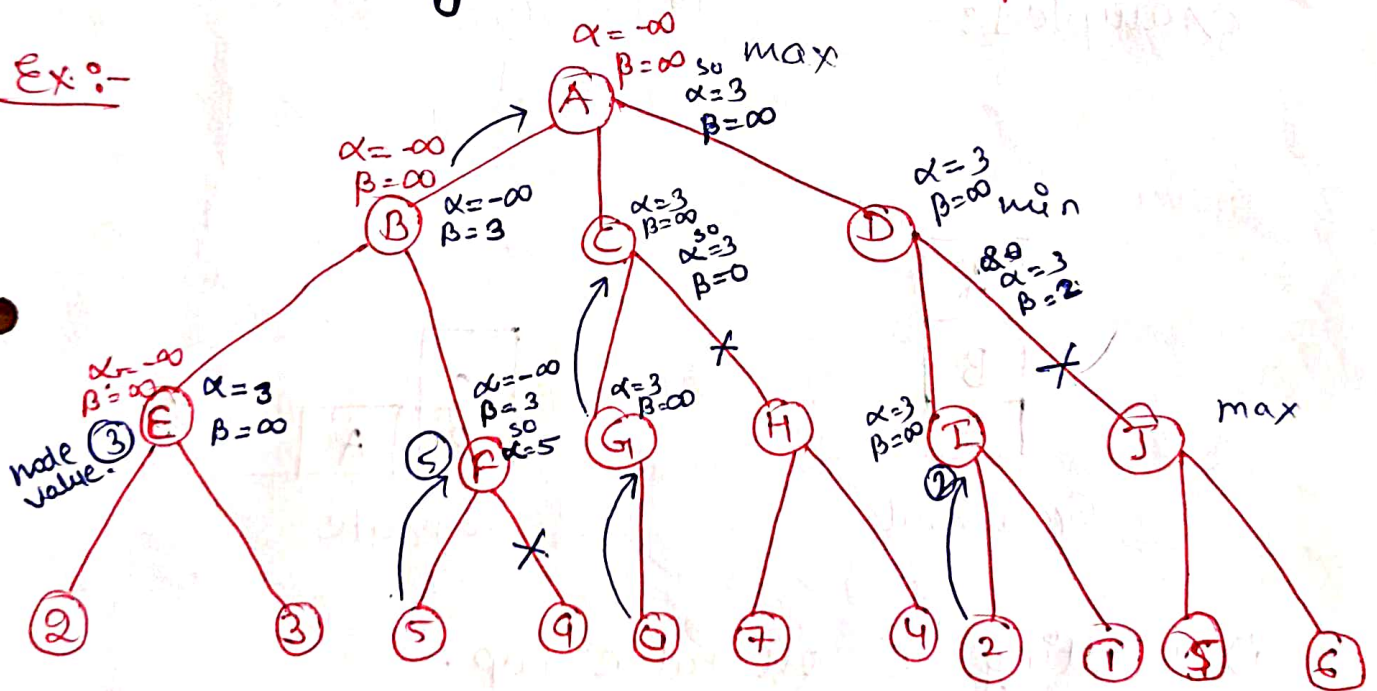 Ex:-
α = -∞
β = ∞
max
so
α = 3
β = ∞
A
α = -∞
β = ∞
α = -∞
β = 3
B
α = 3
β = ∞
so
α = 3
β = 0
C
α = 3
β = ∞
min
D
so
α = 3
β = 2
α = -∞
β = ∞
α = 3
β = ∞
E
3
node
value.
α = -∞
β = 3
so
α = 5
5
F
α = 3
β = ∞
G
H
α = 3
β = ∞
I
2
J
max
2
3
5
9
0
7
4
2
1
5
6